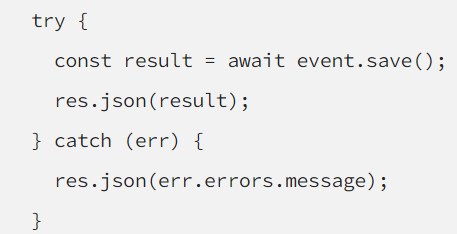 try {
  const result = await event.save();
  res.json(result);
} catch (err) {
  res.json(err.errors.message);
}